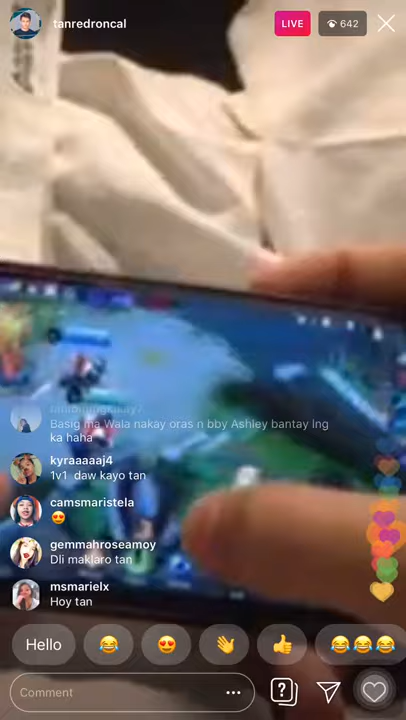 tanredroncal
LIVE
642
Basig ma Wala nakay oras n bby Ashley bantay lng
ka haha
kyraaaaaj4
1v1 daw kayo tan
camsmaristela
😍
gemmahroseamoy
Dli maklaro tan
msmarielx
Hoy tan
Hello 😂 😍 👋 👍 😂😂😂
Comment